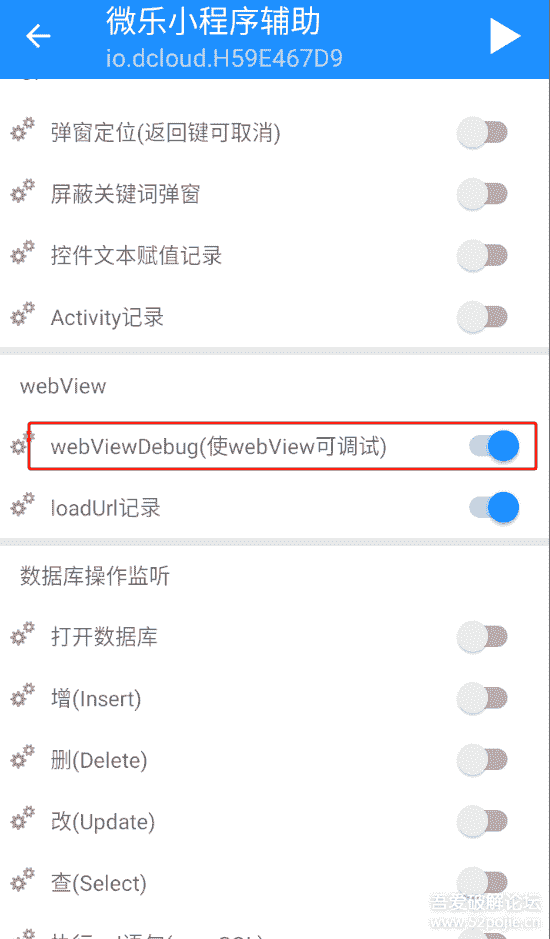 微乐小程序辅助
io.dcloud.H59E467D9
弹窗定位(返回键可取消)
屏蔽关键词弹窗
控件文本赋值记录
Activity记录
webView
webViewDebug(使webView可调试)
loadUrl记录
数据库操作监听
打开数据库
增(Insert)
删(Delete)
改(Update)
查(Select)
吾爱破解论坛
www.52pojie.cn